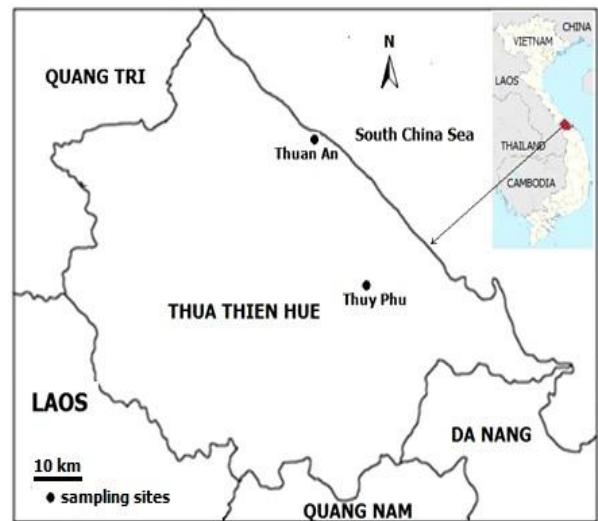 CHINA
VIETNAM
LAOS
THAILAND
CAMBODIA
QUANG TRI
N
South China Sea
Thuan An
THUA THIEN HUE
Thuy Phu
LAOS
DA NANG
10 km
sampling sites
QUANG NAM